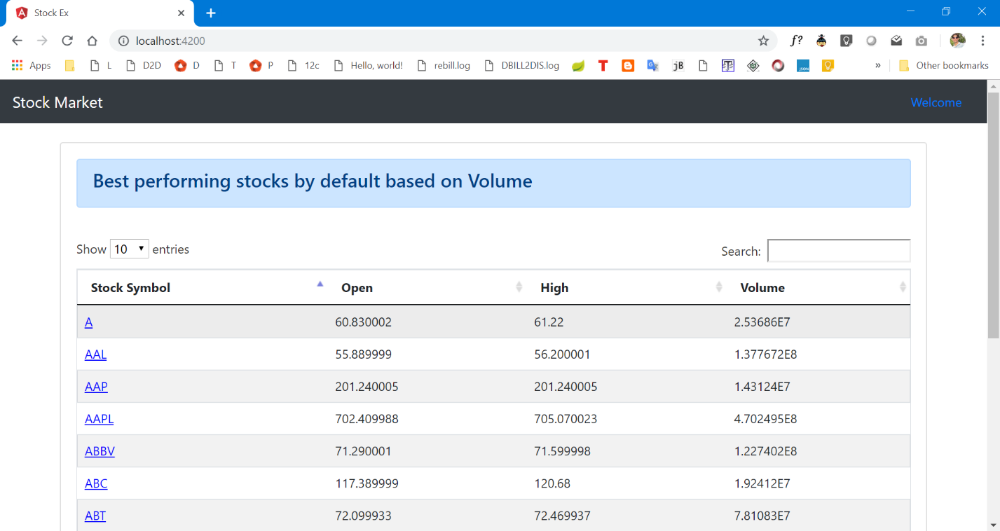 Stock Ex
localhost:4200
f?
Apps L D2D D T P 12c Hello, world! rebill.log DBILL2DIS.log T jB JSON » Other bookmarks
Stock Market Welcome
Best performing stocks by default based on Volume
Show 10 entries Search:
Stock Symbol Open High Volume
A 60.830002 61.22 2.53686E7
AAL 55.889999 56.200001 1.377672E8
AAP 201.240005 201.240005 1.43124E7
AAPL 702.409988 705.070023 4.702495E8
ABBV 71.290001 71.599998 1.227402E8
ABC 117.389999 120.68 1.92412E7
ABT 72.099933 72.469937 7.81083E7